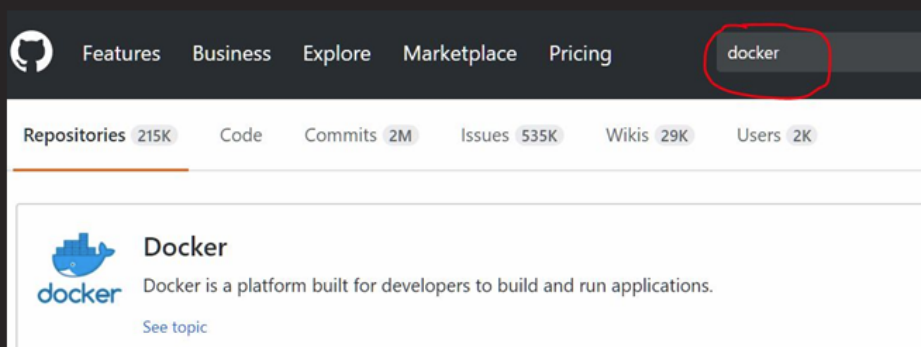 Features Business Explore Marketplace Pricing docker
Repositories 215K Code Commits 2M Issues 535K Wikis 29K Users 2K
Docker
docker
Docker is a platform built for developers to build and run applications.
See topic